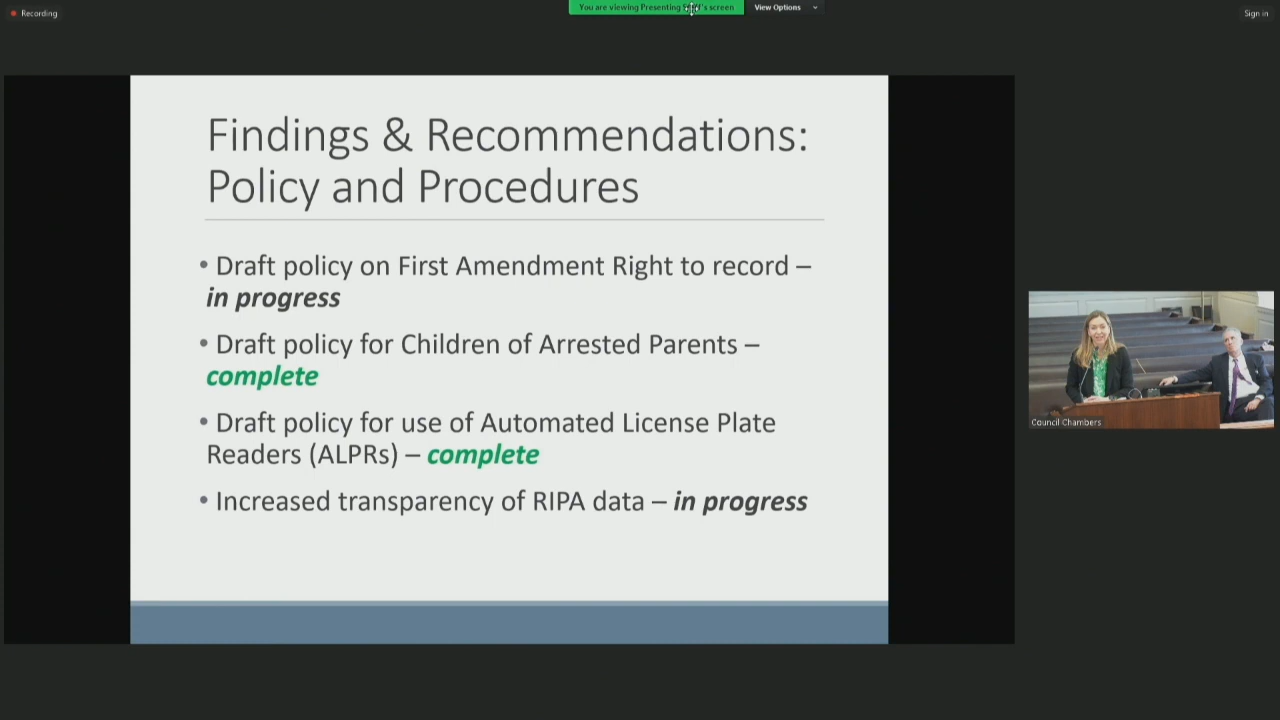 Recording
You are viewing Presenting screen
View Options
Sign in
Findings & Recommendations:
Policy and Procedures
• Draft policy on First Amendment Right to record –
in progress
• Draft policy for Children of Arrested Parents –
complete
• Draft policy for use of Automated License Plate
Readers (ALPRs) – complete
• Increased transparency of RIPA data – in progress
Council Chambers